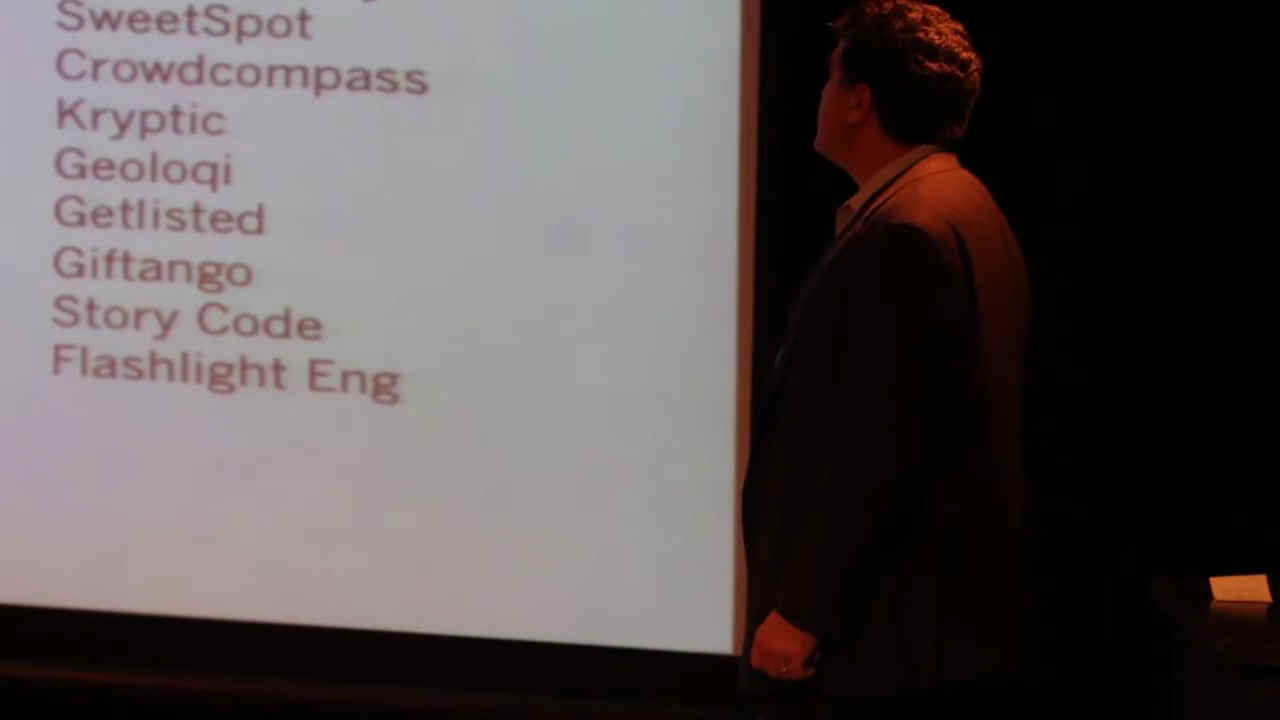 SweetSpot
Crowdcompass
Kryptic
Geoloqi
Getlisted
Giftango
Story Code
Flashlight Eng